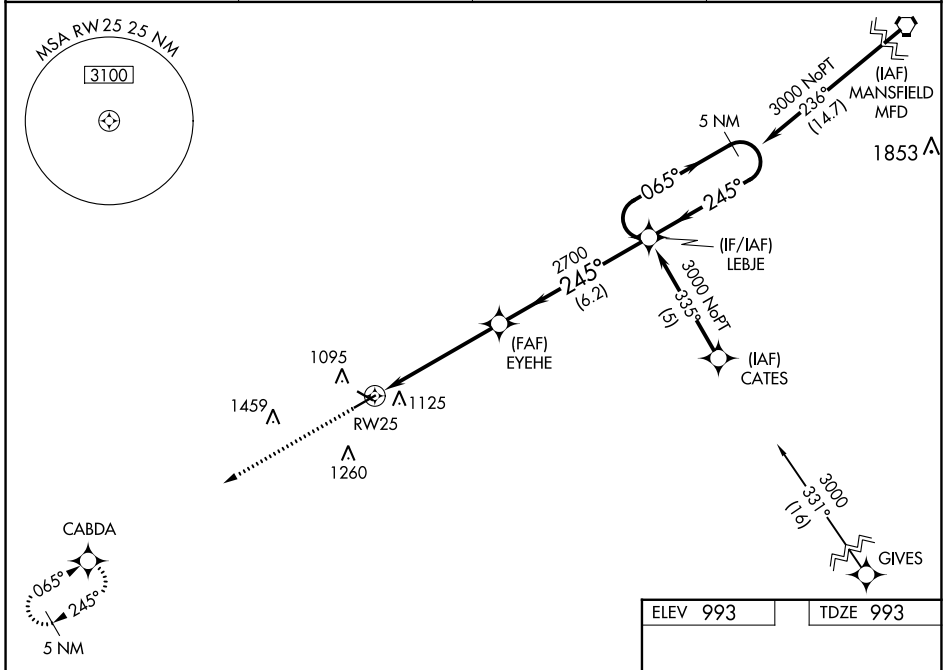 MSA RW25 25 NM
3100
(IAF)
MANSFIELD
MFD
3000 NoPT
236°
(14.7)
1853
5 NM
065°
245°
(IF/IAF)
LEBJE
2700
245°
(6.2)
3000 NoPT
335°
(5)
(FAF)
EYEHE
(IAF)
CATES
1095
1125
RW25
1459
1260
3000
331°
(16)
GIVES
CABDA
065°
245°
5 NM
ELEV 993
TDZE 993